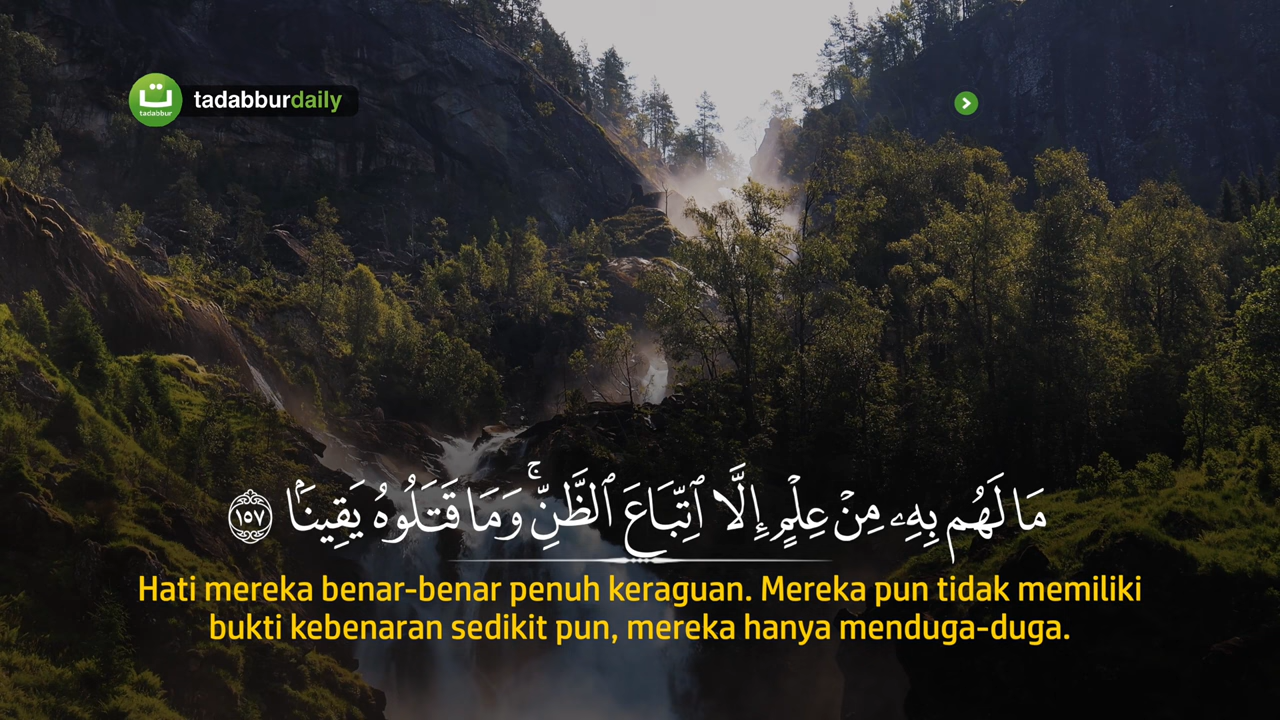 ت
tadabbur
tadabburdaily
مَا لَهُم بِهِۦ مِنْ عِلْمٍ إِلَّا ٱتِّبَاعَ ٱلظَّنِّ ۚ وَمَا قَتَلُوهُ يَقِينًۢا ١٥٧
Hati mereka benar-benar penuh keraguan. Mereka pun tidak memiliki
bukti kebenaran sedikit pun, mereka hanya menduga-duga.